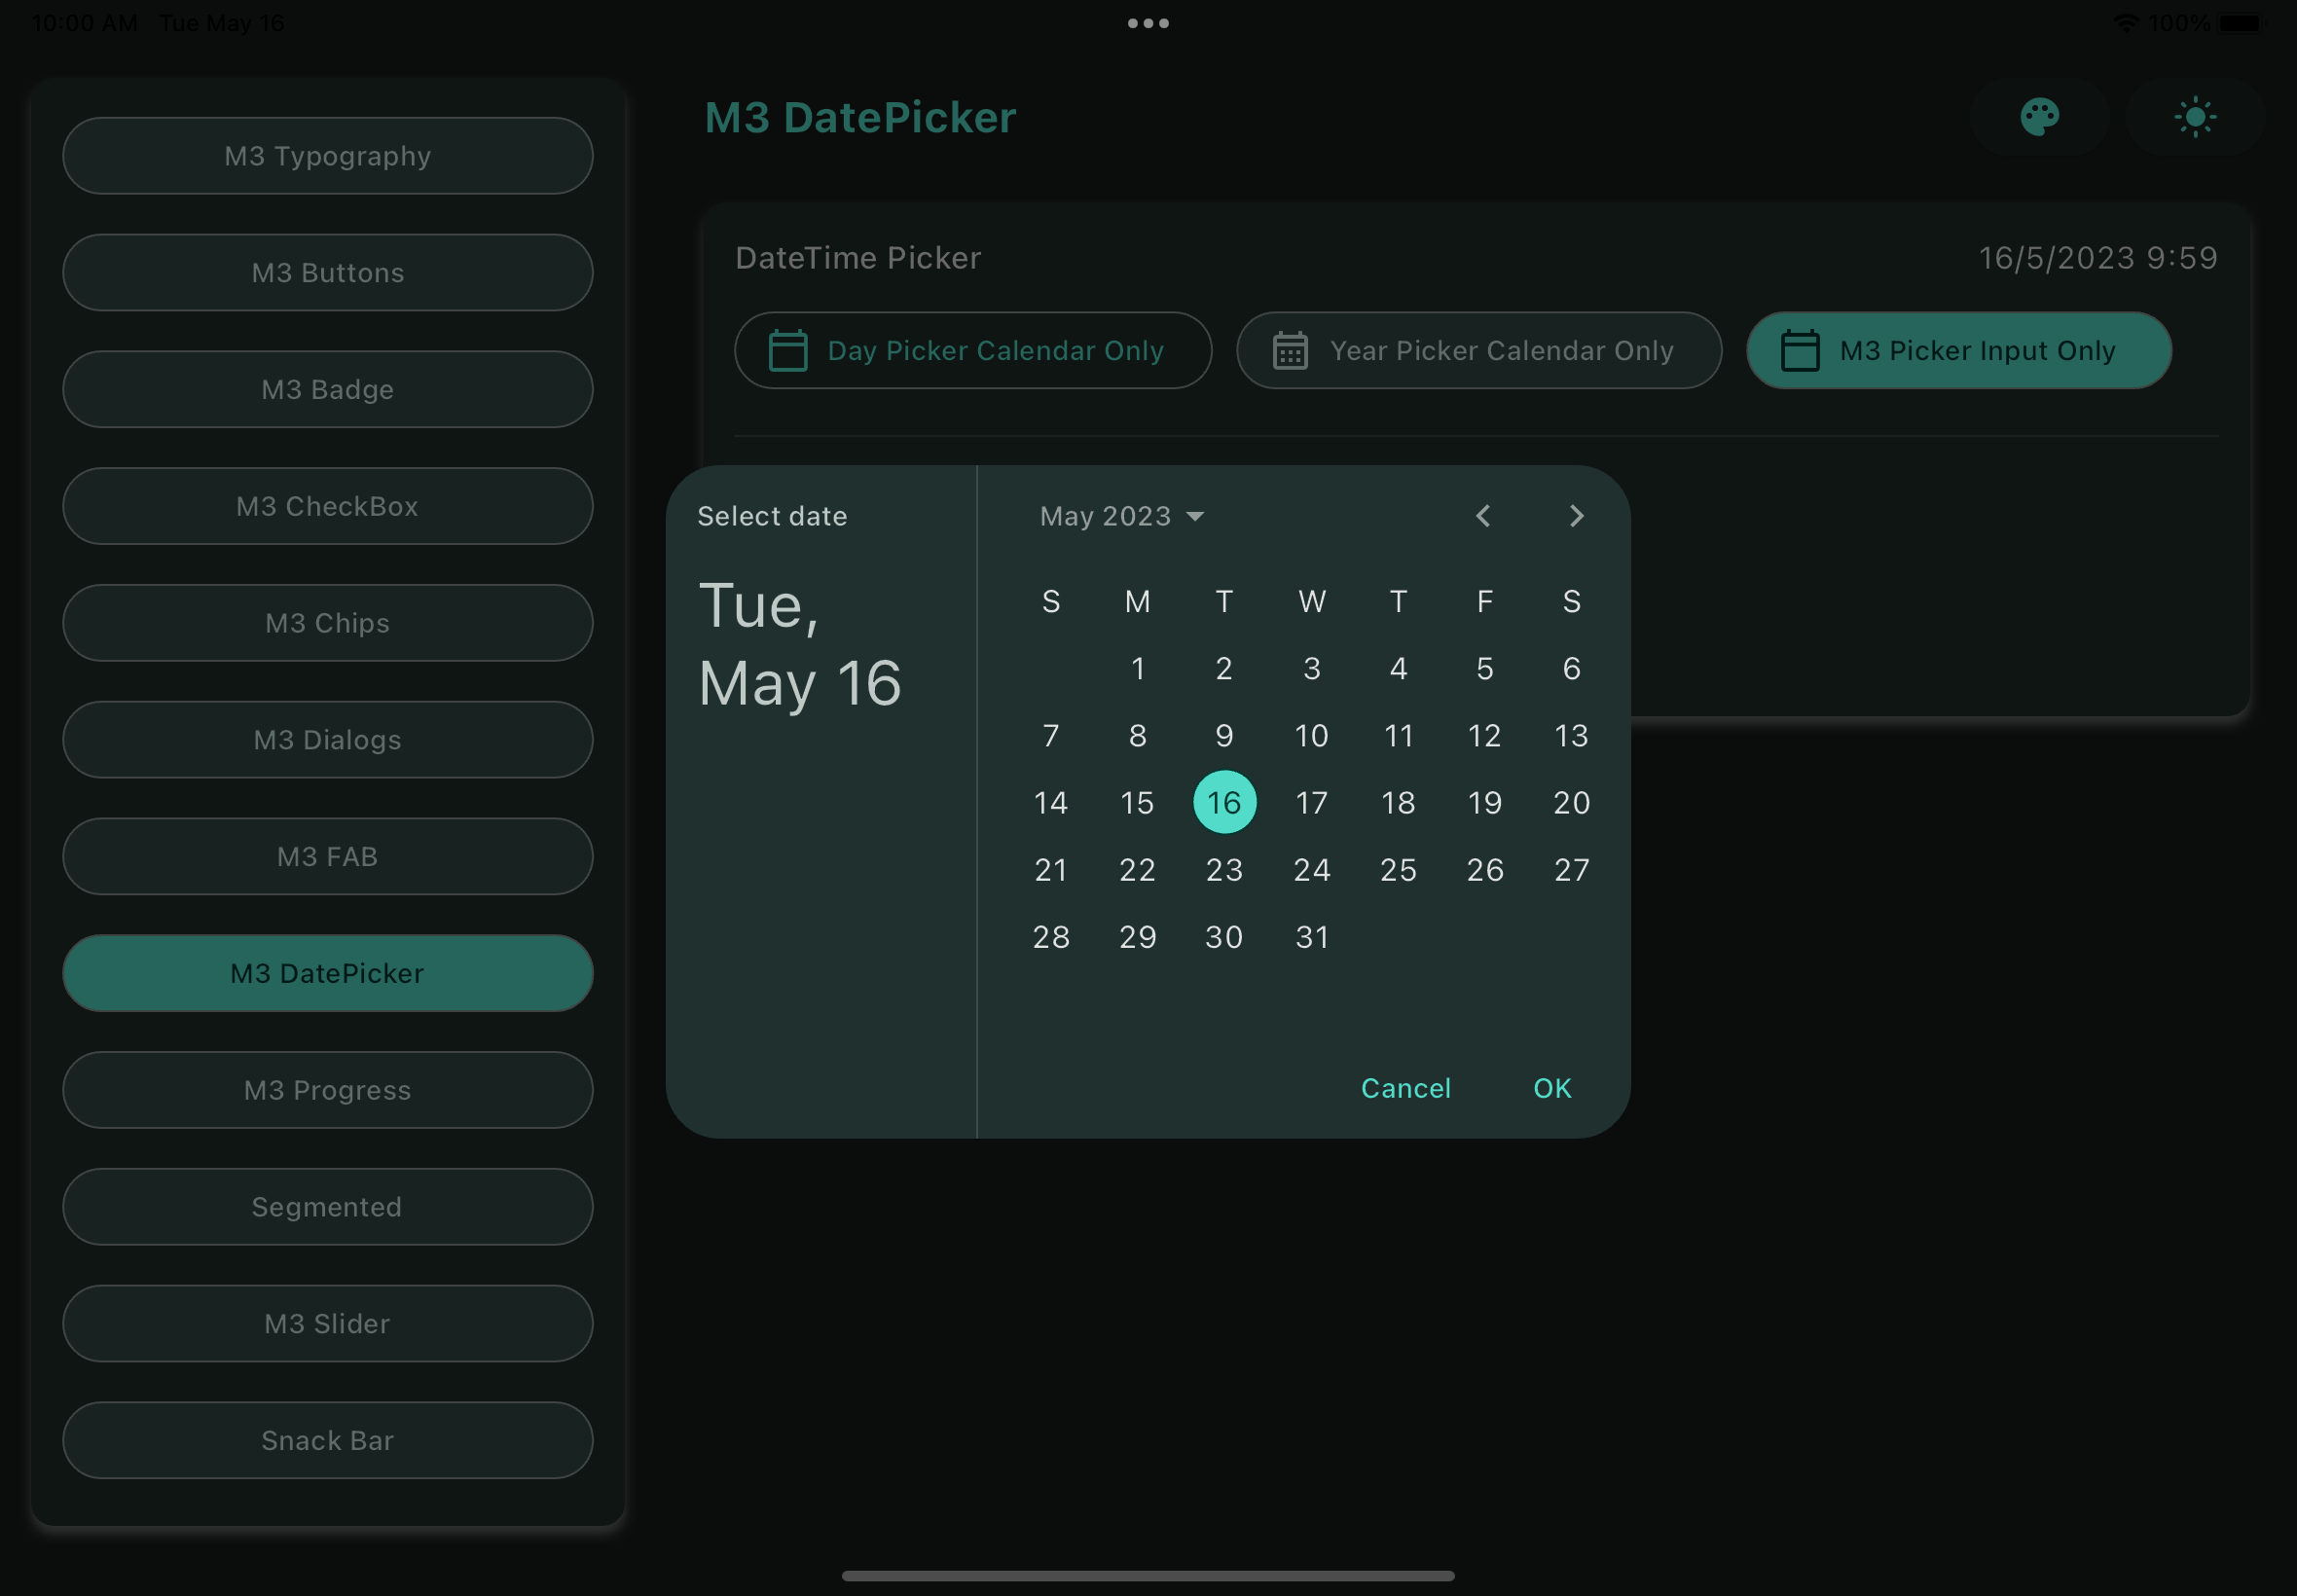 10:00 AM Tue May 16
100%
M3 Typography
M3 Buttons
M3 Badge
M3 CheckBox
M3 Chips
M3 Dialogs
M3 FAB
M3 DatePicker
M3 Progress
Segmented
M3 Slider
Snack Bar
M3 DatePicker
DateTime Picker
16/5/2023 9:59
Day Picker Calendar Only
Year Picker Calendar Only
M3 Picker Input Only
Select date
Tue,
May 16
May 2023
S M T W T F S
1 2 3 4 5 6
7 8 9 10 11 12 13
14 15 16 17 18 19 20
21 22 23 24 25 26 27
28 29 30 31
Cancel OK